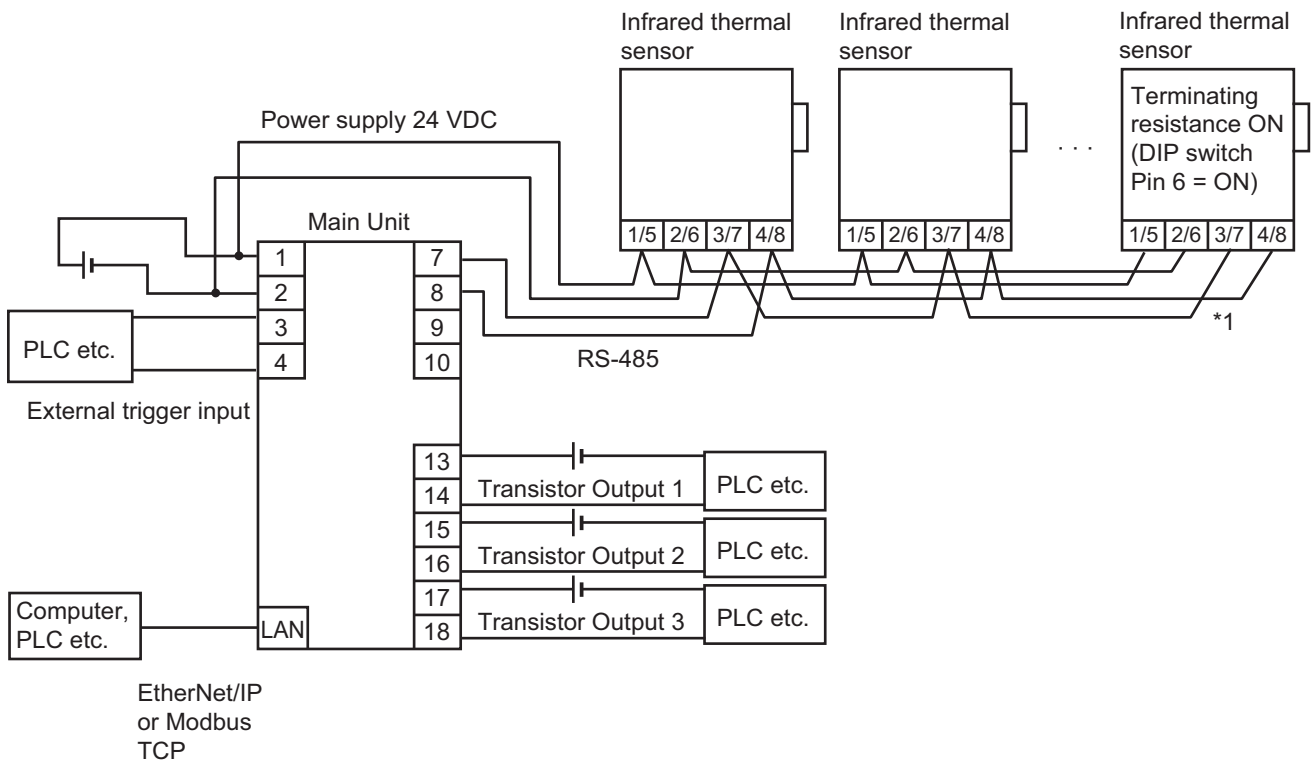 Infrared thermal
sensor
Infrared thermal
sensor
Infrared thermal
sensor
Terminating
resistance ON
(DIP switch
Pin 6 = ON)
. . .
Power supply 24 VDC
Main Unit
1/5 2/6 3/7 4/8
1/5 2/6 3/7 4/8
1/5 2/6 3/7 4/8
1
2
3
4
7
8
9
10
*1
RS-485
PLC etc.
External trigger input
13
14
15
16
17
18
Transistor Output 1
PLC etc.
Transistor Output 2
PLC etc.
Transistor Output 3
PLC etc.
Computer,
PLC etc.
LAN
EtherNet/IP
or Modbus
TCP